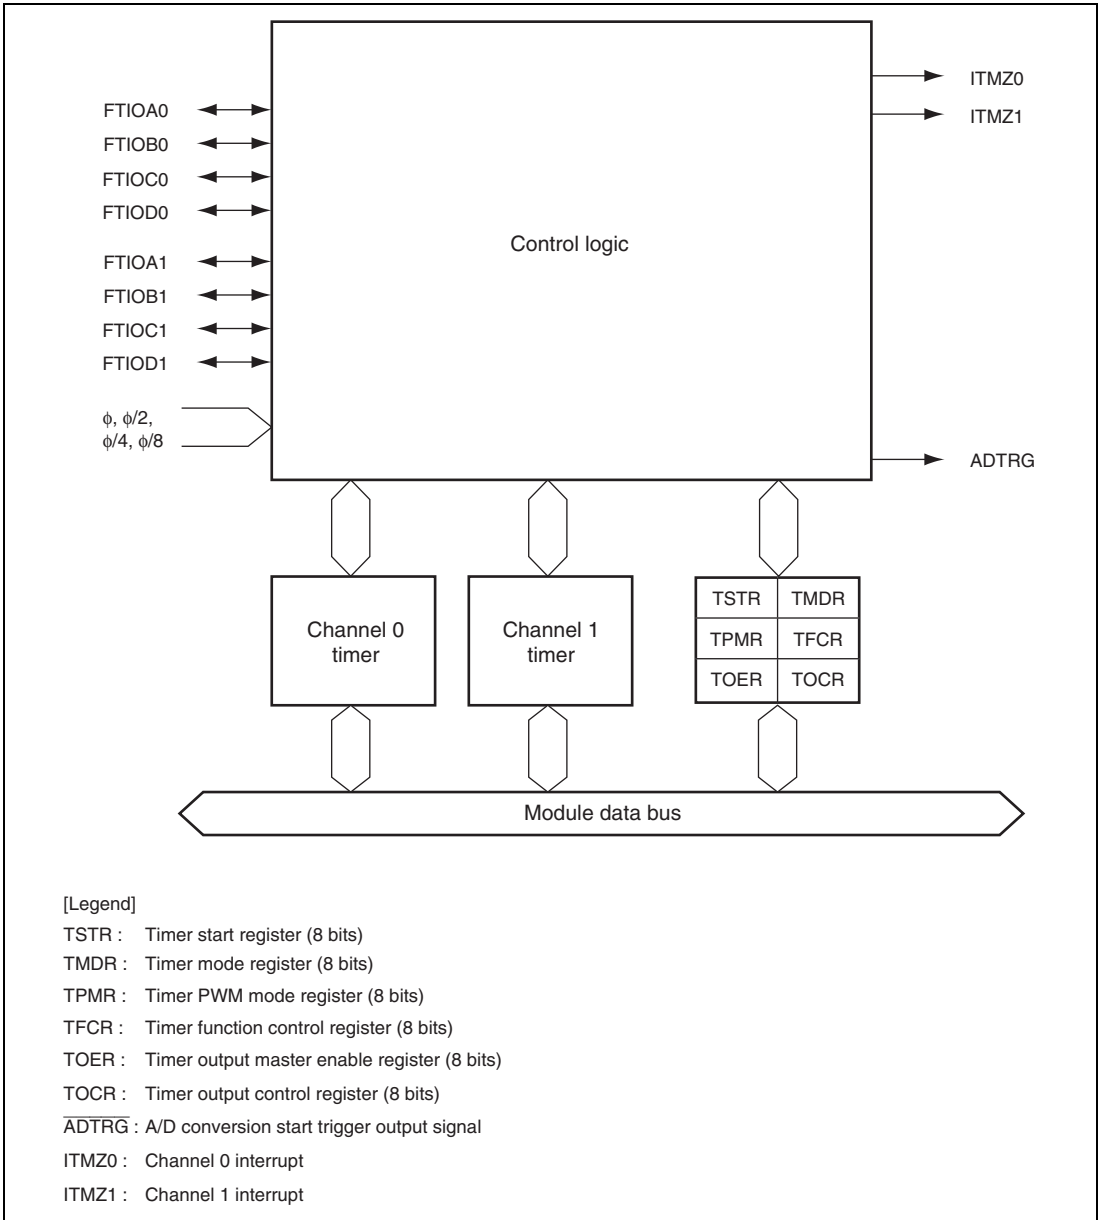 ITMZ0
ITMZ1
FTIOA0
FTIOB0
FTIOC0
FTIOD0
FTIOA1
FTIOB1
FTIOC1
FTIOD1
Control logic
ϕ, ϕ/2,
ϕ/4, ϕ/8
ADTRG
Channel 0
timer
Channel 1
timer
TSTR TMDR
TPMR TFCR
TOER TOCR
Module data bus
[Legend]
TSTR : Timer start register (8 bits)
TMDR : Timer mode register (8 bits)
TPMR : Timer PWM mode register (8 bits)
TFCR : Timer function control register (8 bits)
TOER : Timer output master enable register (8 bits)
TOCR : Timer output control register (8 bits)
ADTRG : A/D conversion start trigger output signal
ITMZ0 : Channel 0 interrupt
ITMZ1 : Channel 1 interrupt